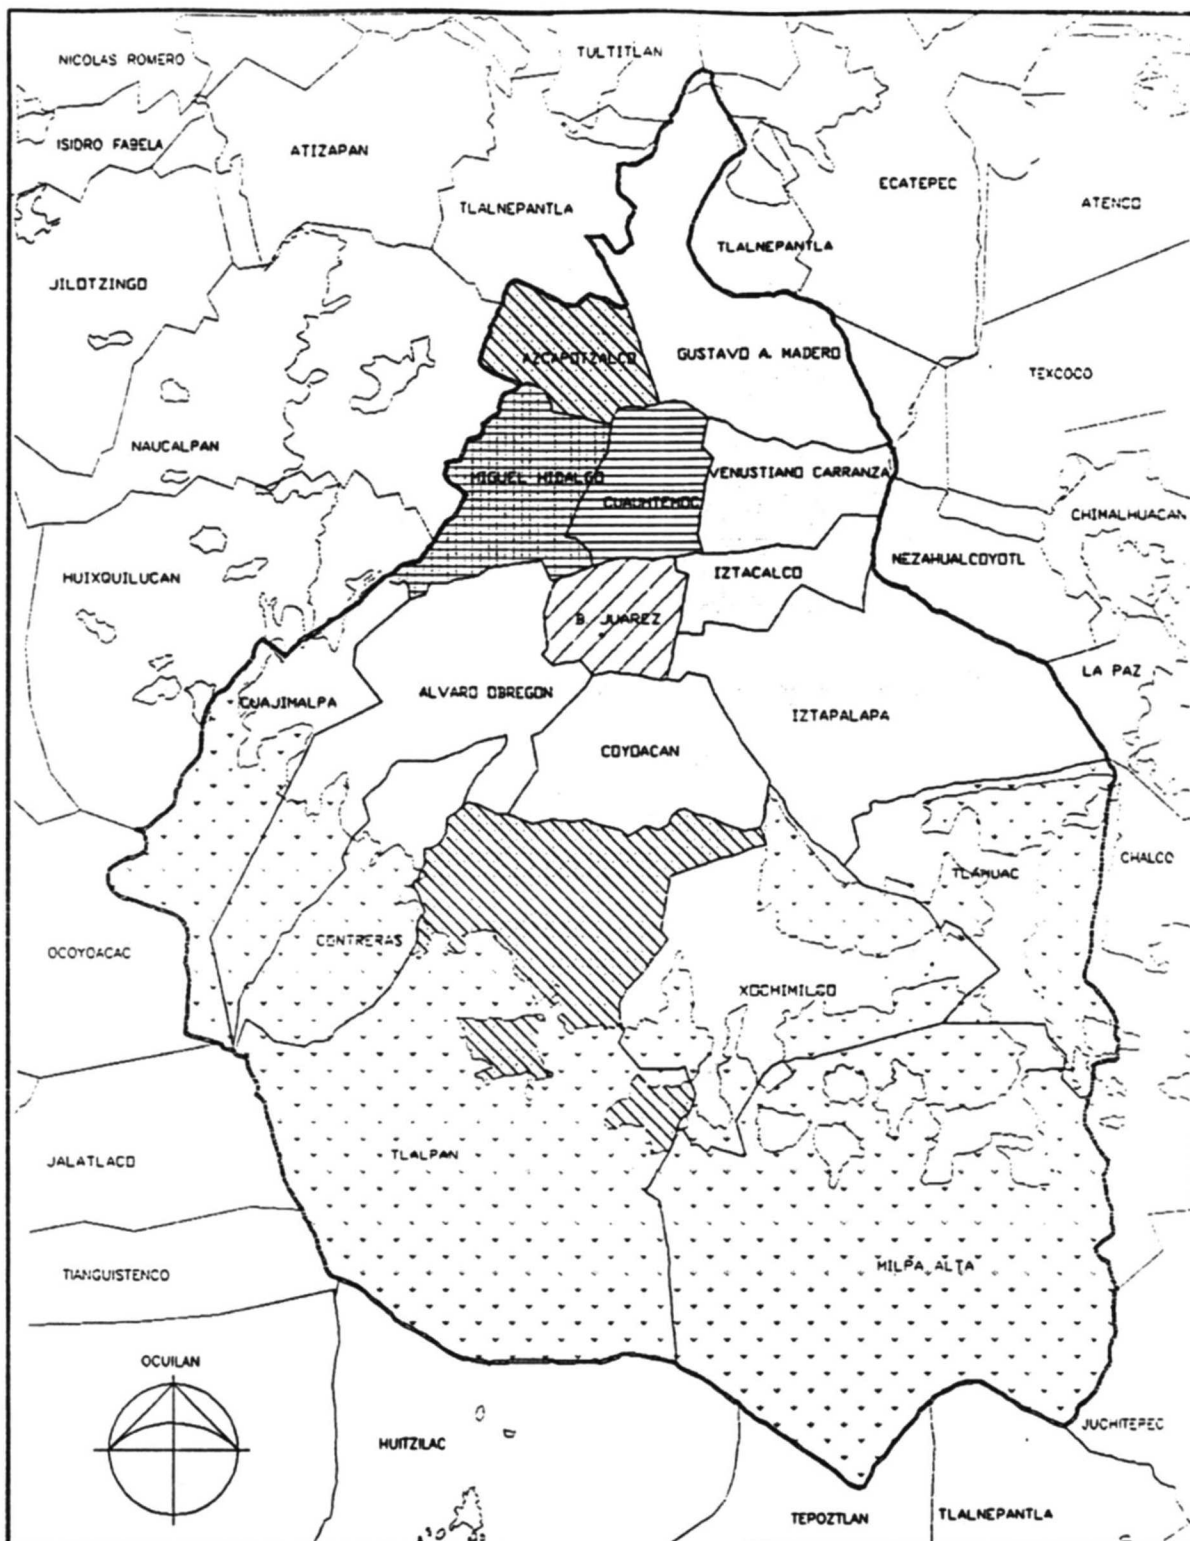 TULTITLAN
NICOLAS ROMERO
ISIDRO FABELA
ATIZAPAN
ECATEPEC
ATENCO
TLALNEPANTLA
TLALNEPANTLA
JILOTZINGO
AZCAPOTZALCO
GUSTAVO A. MADERO
TEXCOCO
NAUCALPAN
MIGUEL HIDALGO
VENUSTIANO CARRANZA
CUAUHTEMOC
CHIMALHUACAN
HUIXQUILUCAN
IZTACALCO
NEZAHUALCOYOTL
B. JUAREZ
LA PAZ
CUAJIMALPA
ALVARO OBREGON
IZTAPALAPA
COYOACAN
CHALCO
TLAHUAC
CONTRERAS
OCOYOACAC
XOCHIMILCO
JALATLACO
TLALPAN
TIANGUISTENCO
MILPA ALTA
OCUILAN
JUCHITEPEC
HUITZILAC
TEPOZTLAN
TLALNEPANTLA